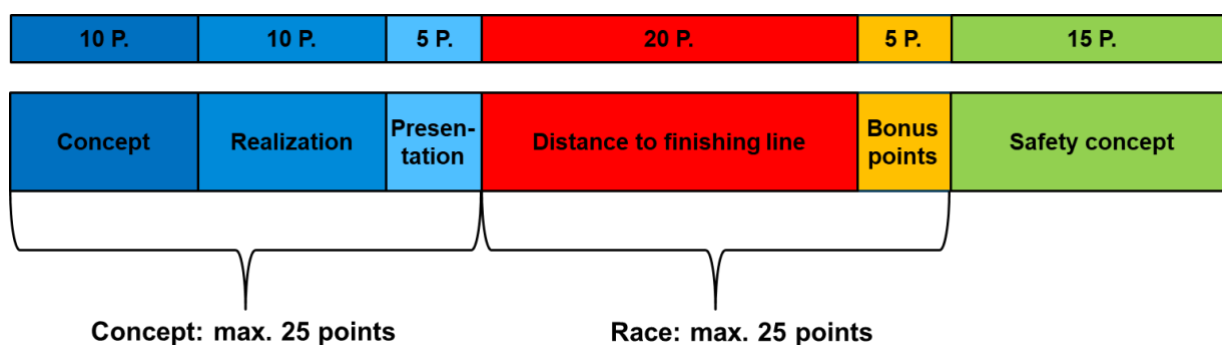 10 P. 10 P. 5 P. 20 P. 5 P. 15 P.
Concept Realization Presen-
tation Distance to finishing line Bonus
points Safety concept
Concept: max. 25 points Race: max. 25 points